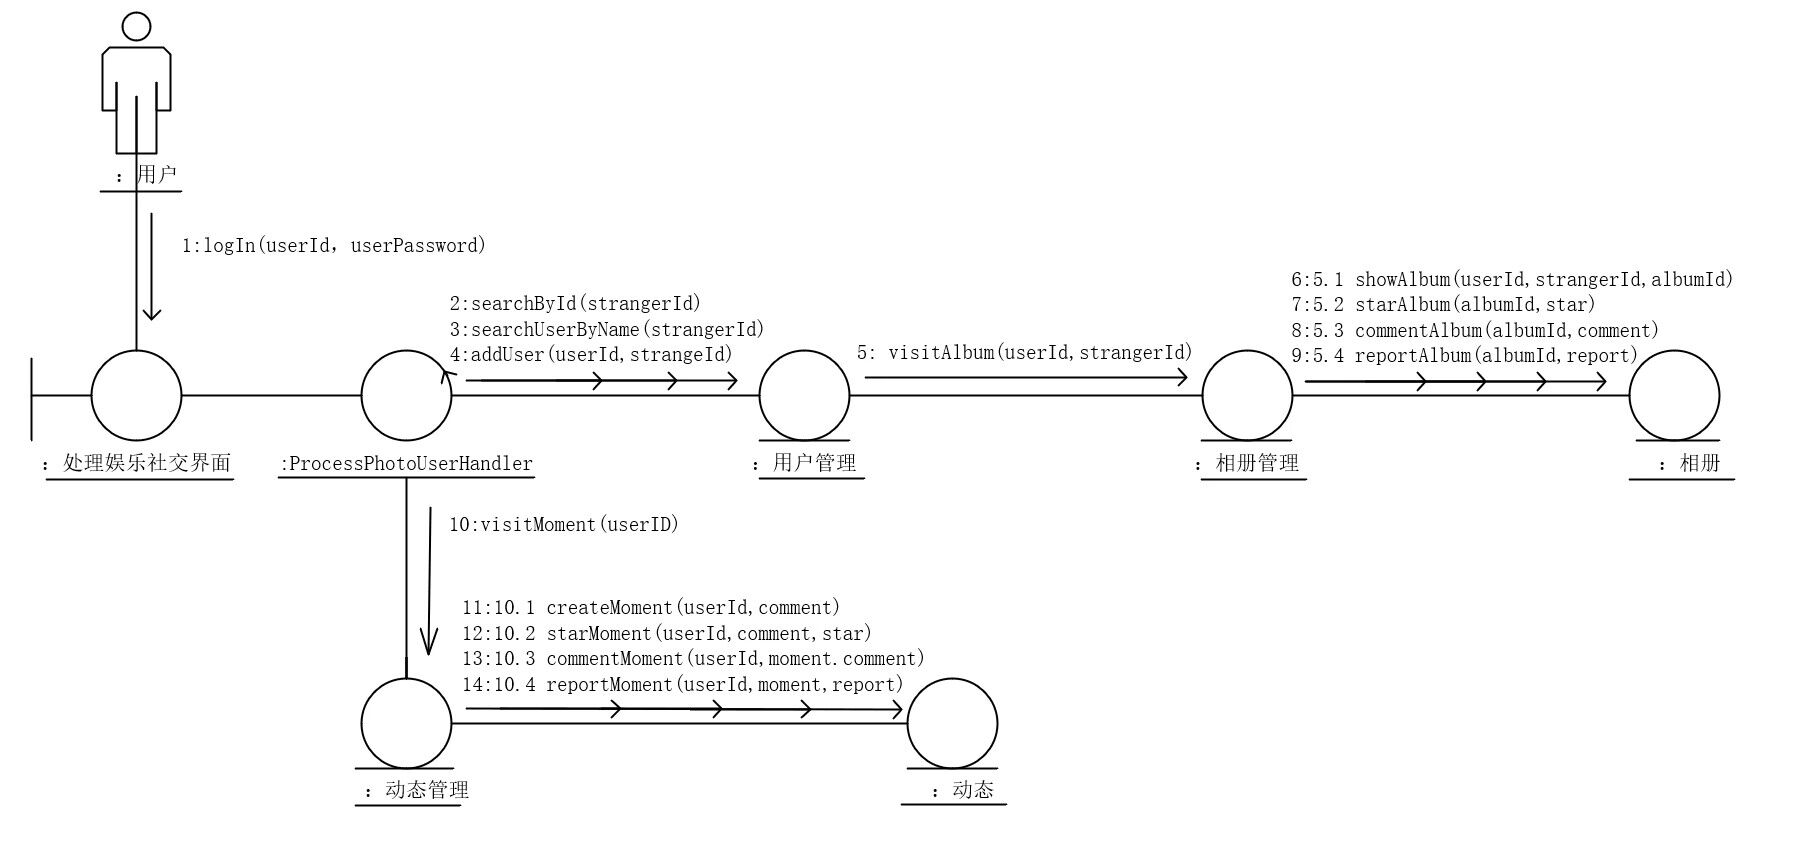 ：用户
1:logIn(userId，userPassword)
2:searchById(strangerId)
3:searchUserByName(strangerId)
4:addUser(userId,strangeId)
5: visitAlbum(userId,strangerId)
6:5.1 showAlbum(userId,strangerId,albumId)
7:5.2 starAlbum(albumId,star)
8:5.3 commentAlbum(albumId,comment)
9:5.4 reportAlbum(albumId,report)
：处理娱乐社交界面
:ProcessPhotoUserHandler
：用户管理
：相册管理
：相册
10:visitMoment(userID)
11:10.1 createMoment(userId,comment)
12:10.2 starMoment(userId,comment,star)
13:10.3 commentMoment(userId,moment.comment)
14:10.4 reportMoment(userId,moment,report)
：动态管理
：动态